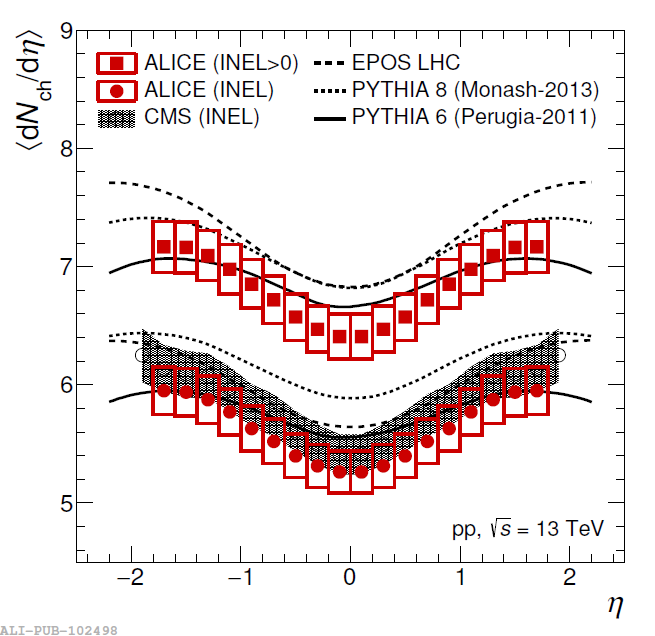 ⟨dN_ch/dη⟩
9
8
7
6
5
ALICE (INEL>0)
ALICE (INEL)
CMS (INEL)
EPOS LHC
PYTHIA 8 (Monash-2013)
PYTHIA 6 (Perugia-2011)
pp, √s = 13 TeV
−2 −1 0 1 2
η
ALI-PUB-102498